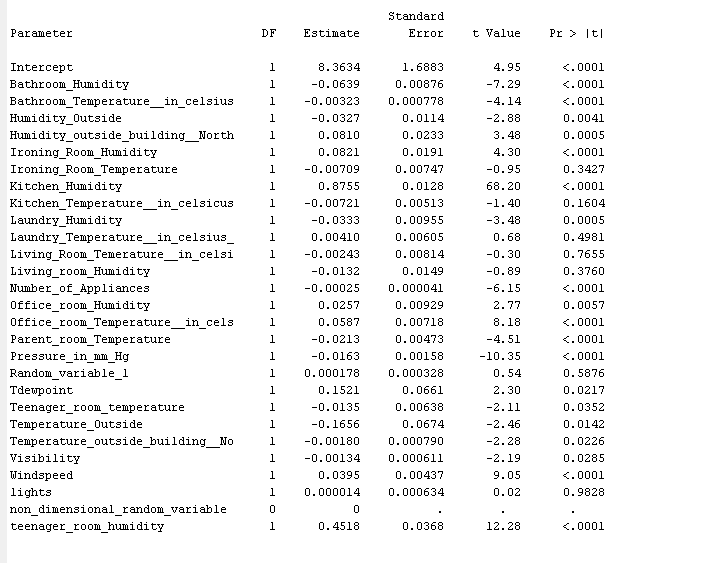 Standard
Parameter DF Estimate Error t Value Pr > |t|
Intercept 1 8.3634 1.6883 4.95 <.0001
Bathroom_Humidity 1 -0.0639 0.00876 -7.29 <.0001
Bathroom_Temperature__in_celsius 1 -0.00323 0.000778 -4.14 <.0001
Humidity_Outside 1 -0.0327 0.0114 -2.88 0.0041
Humidity_outside_building__North 1 0.0810 0.0233 3.48 0.0005
Ironing_Room_Humidity 1 0.0821 0.0191 4.30 <.0001
Ironing_Room_Temperature 1 -0.00709 0.00747 -0.95 0.3427
Kitchen_Humidity 1 0.8755 0.0128 68.20 <.0001
Kitchen_Temperature__in_celsicus 1 -0.00721 0.00513 -1.40 0.1604
Laundry_Humidity 1 -0.0333 0.00955 -3.48 0.0005
Laundry_Temperature__in_celsius_ 1 0.00410 0.00605 0.68 0.4981
Living_Room_Temerature__in_celsi 1 -0.00243 0.00814 -0.30 0.7655
Living_room_Humidity 1 -0.0132 0.0149 -0.89 0.3760
Number_of_Appliances 1 -0.00025 0.000041 -6.15 <.0001
Office_room_Humidity 1 0.0257 0.00929 2.77 0.0057
Office_room_Temperature__in_cels 1 0.0587 0.00718 8.18 <.0001
Parent_room_Temperature 1 -0.0213 0.00473 -4.51 <.0001
Pressure_in_mm_Hg 1 -0.0163 0.00158 -10.35 <.0001
Random_variable_1 1 0.000178 0.000328 0.54 0.5876
Tdewpoint 1 0.1521 0.0661 2.30 0.0217
Teenager_room_temperature 1 -0.0135 0.00638 -2.11 0.0352
Temperature_Outside 1 -0.1656 0.0674 -2.46 0.0142
Temperature_outside_building__No 1 -0.00180 0.000790 -2.28 0.0226
Visibility 1 -0.00134 0.000611 -2.19 0.0285
Windspeed 1 0.0395 0.00437 9.05 <.0001
lights 1 0.000014 0.000634 0.02 0.9828
non_dimensional_random_variable 0 0 . . .
teenager_room_humidity 1 0.4518 0.0368 12.28 <.0001